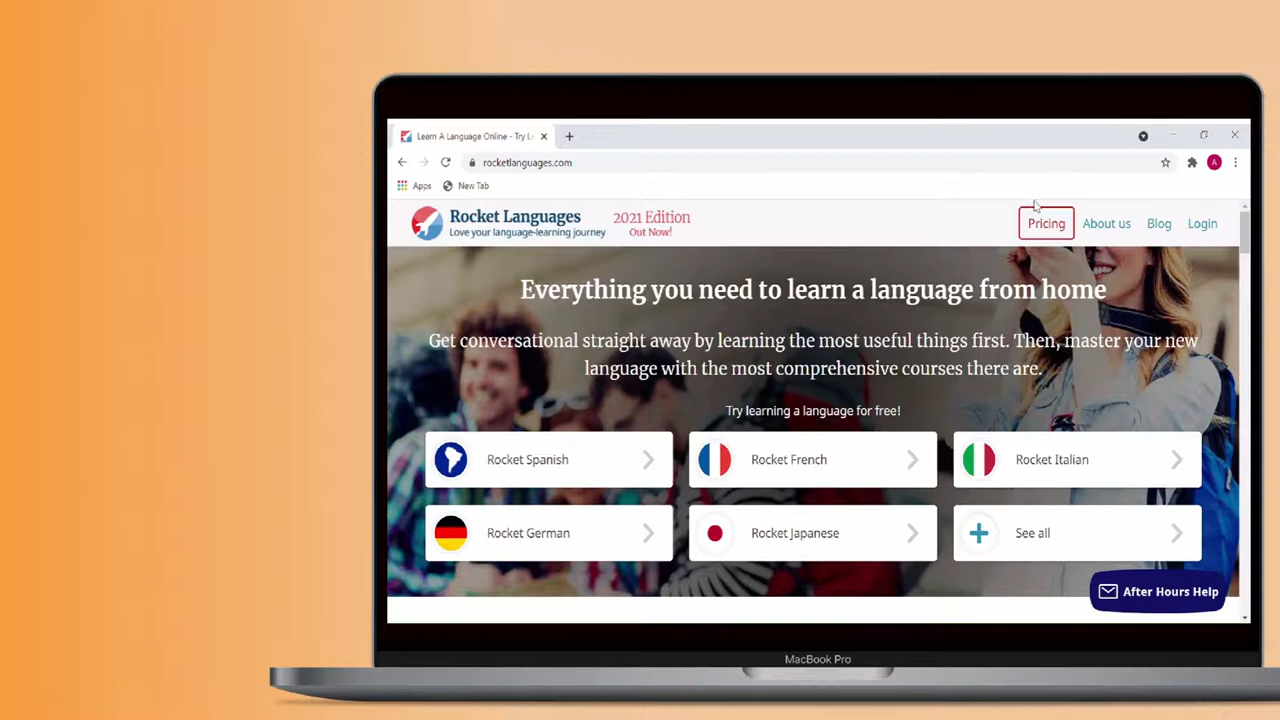 Learn A Language Online - Try L
rocketlanguages.com
A
Apps
New Tab
Rocket Languages
Love your language-learning journey
2021 Edition
Out Now!
Pricing
About us
Blog
Login
Everything you need to learn a language from home
Get conversational straight away by learning the most useful things first. Then, master your new
language with the most comprehensive courses there are.
Try learning a language for free!
Rocket Spanish
Rocket French
Rocket Italian
Rocket German
Rocket Japanese
See all
After Hours Help
MacBook Pro